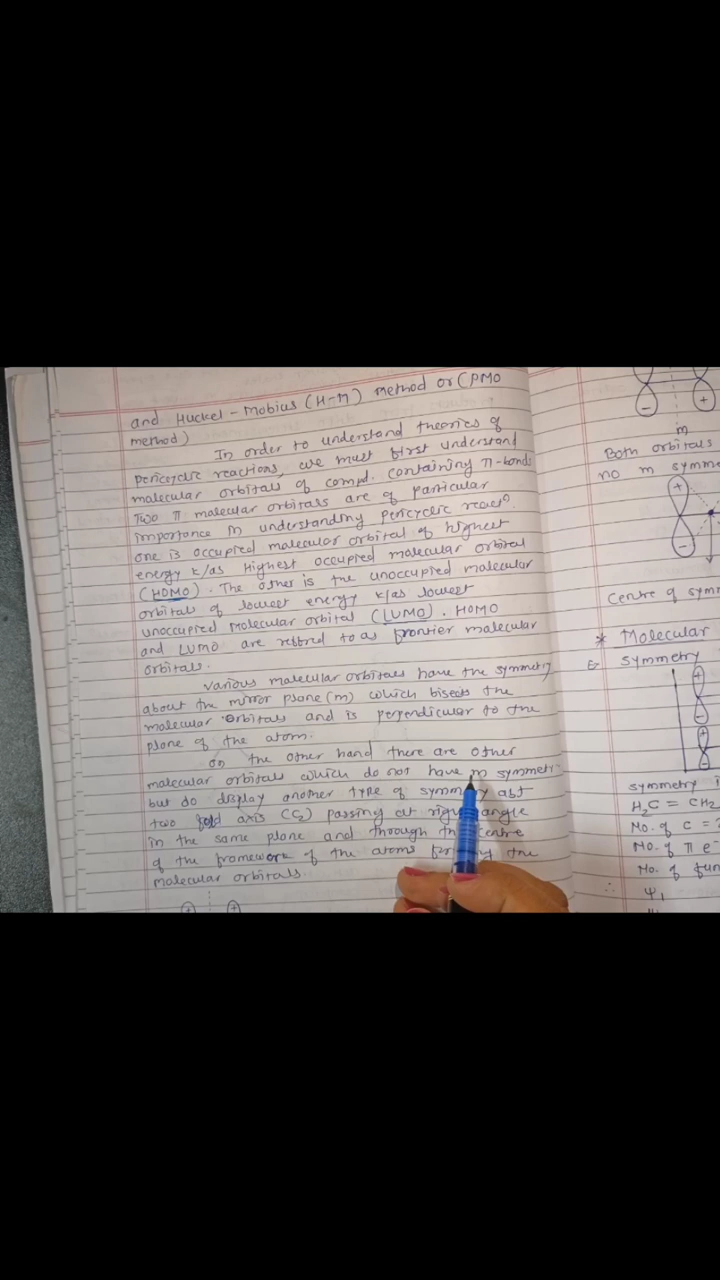 and Huckel-Mobius (H-M) method or (PMO
method)
In order to understand theories of
pericyclic reactions, we must first understand
molecular orbitals of compd. containing π-bond
Two π molecular orbitals are of particular
importance in understanding pericyclic reacn
one is occupied molecular orbital of highest
energy k/as Highest occupied molecular orbital
(HOMO). The other is the unoccupied molecular
orbital of lowest energy k/as lowest
unoccupied Molecular orbital (LUMO). HOMO
and LUMO are refered to as frontier molecular
orbitals.
Various molecular orbitals have the symmetry
about the mirror plane (m) which bisects the
molecular orbitals and is perpendicular to the
plane of the atom.
On the other hand there are other
molecular orbitals which do not have m symmetr
but do display another type of symmetry abt
two fold axis (C2) passing at right angle
in the same plane and through the centre
of the framework of the atoms the
molecular orbitals.
+ +
- +
m
Both orbitals
no m symme
+
-
Centre of symm
* Molecular
symmetry
+
-
+
-
symmetry i
H2C = CH2
No. of C =
No. of π e-
No. of fun
∴ Ψ1